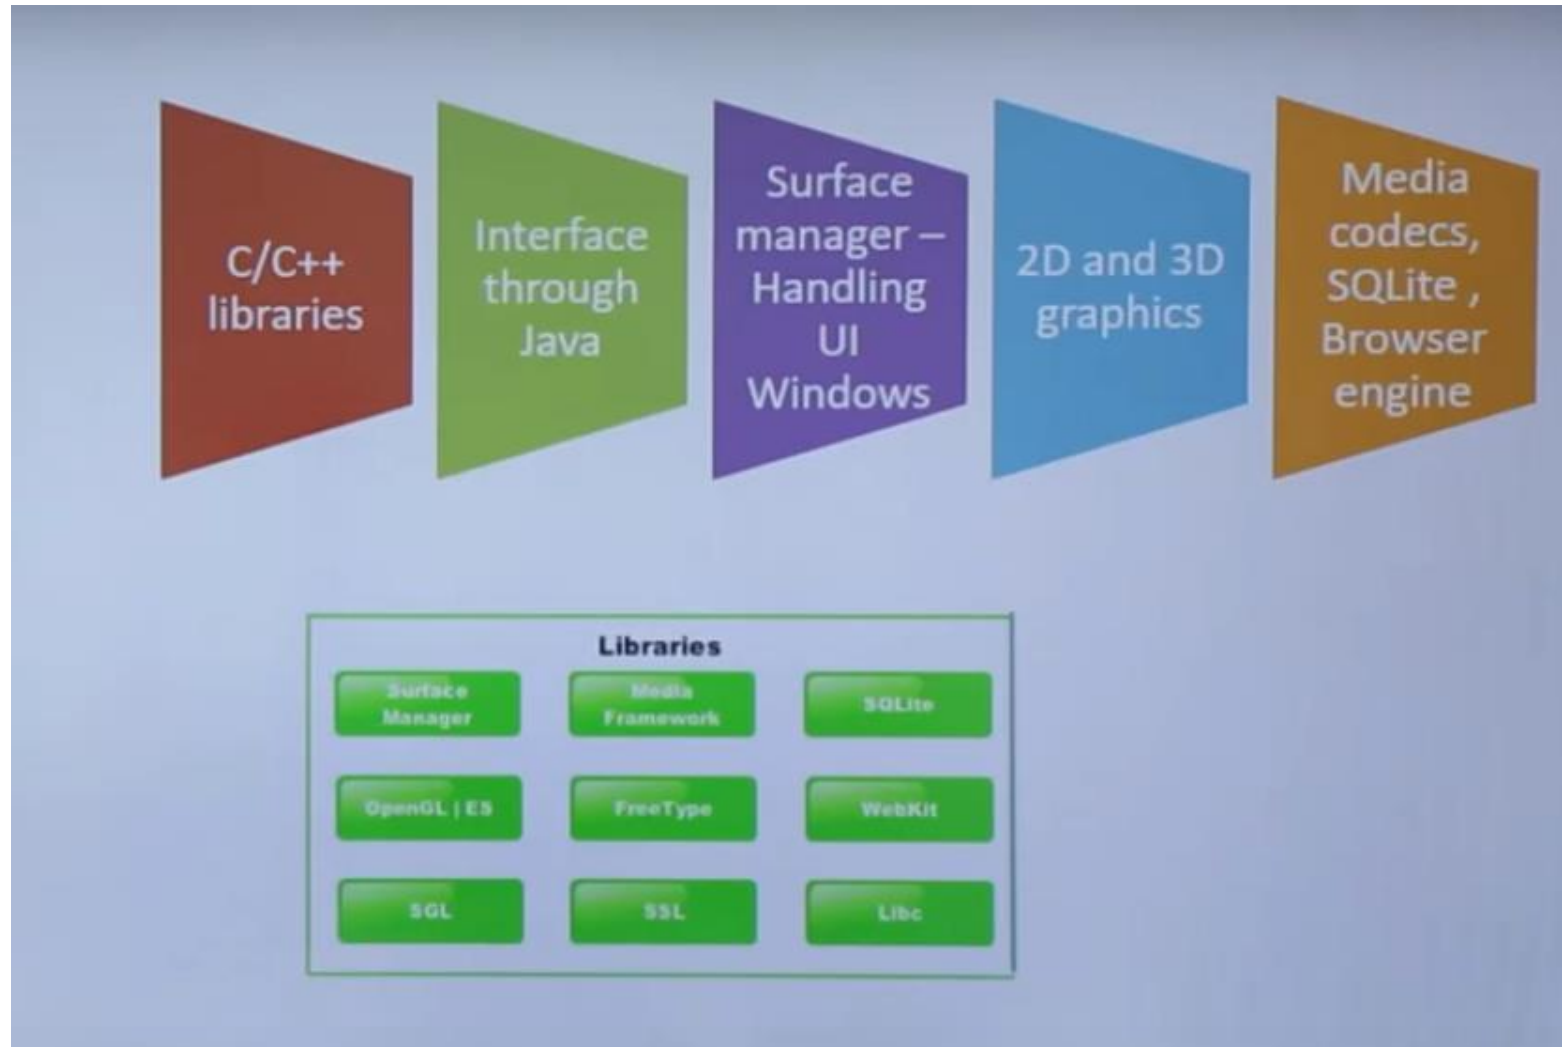 C/C++
libraries
Interface
through
Java
Surface
manager –
Handling
UI
Windows
2D and 3D
graphics
Media
codecs,
SQLite ,
Browser
engine
Libraries
Surface
Manager
Media
Framework
SQLite
OpenGL | ES
FreeType
WebKit
SGL
SSL
Libc